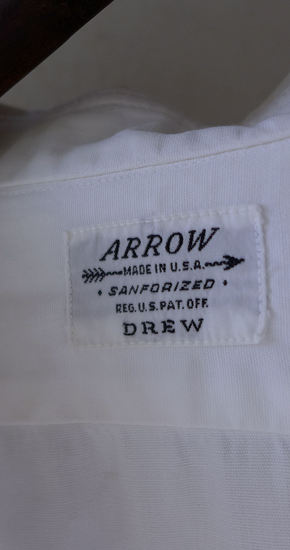 ARROW
MADE IN U.S.A.
• SANFORIZED •
REG. U.S. PAT. OFF.
DREW